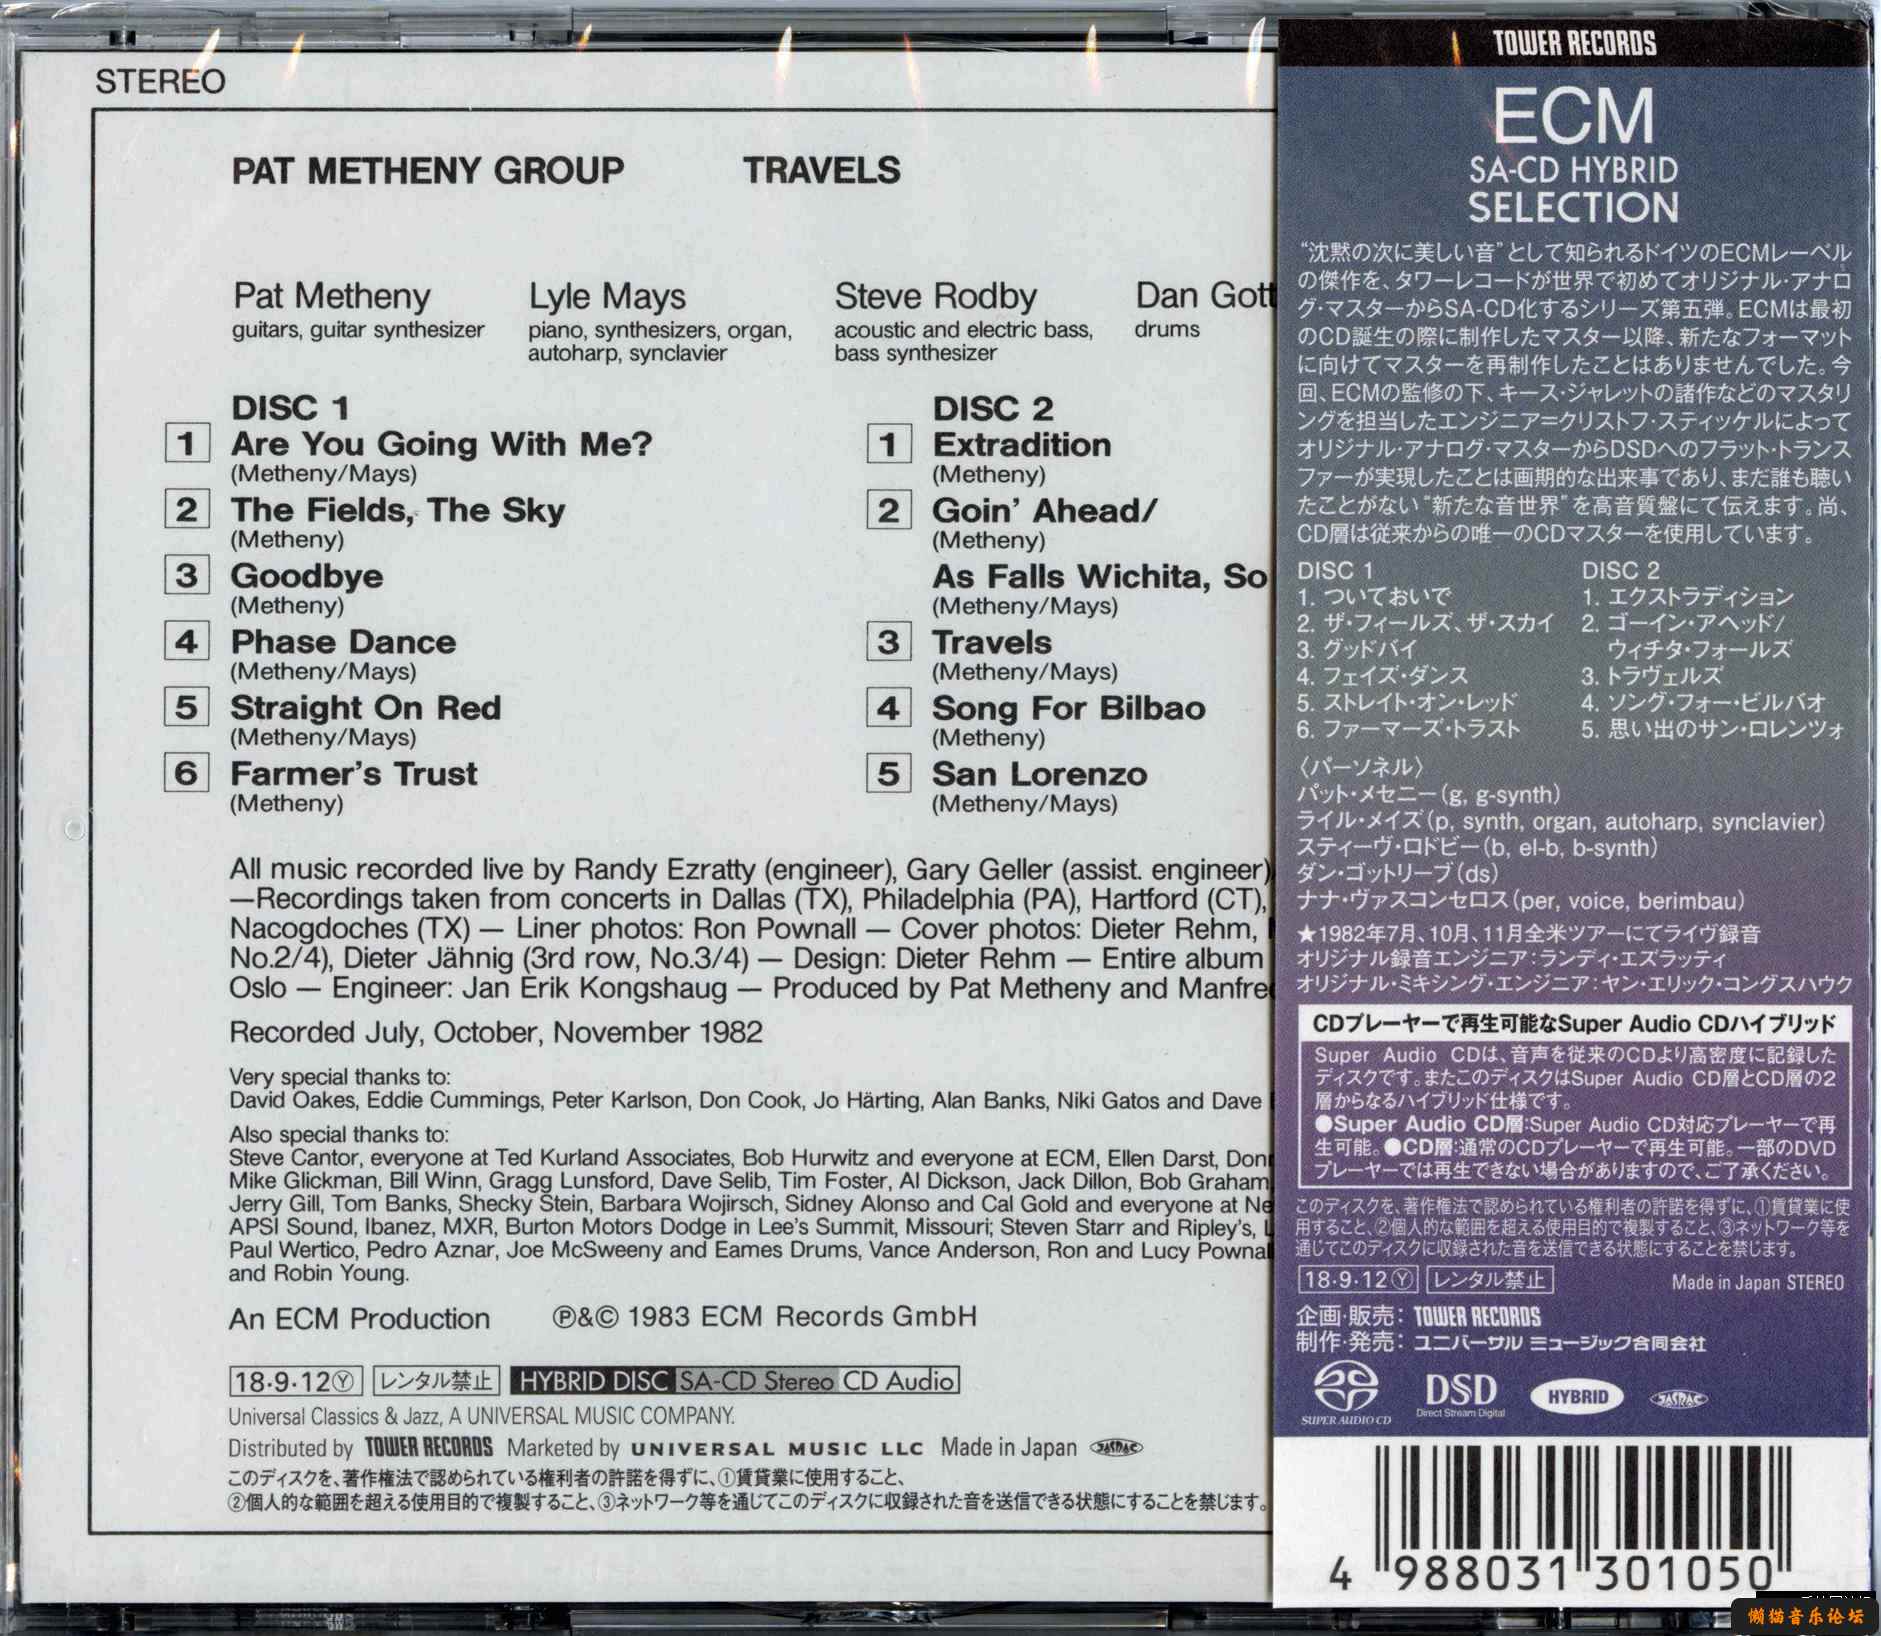 STEREO
PAT METHENY GROUP TRAVELS
Pat Metheny
guitars, guitar synthesizer
Lyle Mays
piano, synthesizers, organ,
autoharp, synclavier
Steve Rodby
acoustic and electric bass,
bass synthesizer
Dan Gott
drums
DISC 1
1 Are You Going With Me?
(Metheny/Mays)
2 The Fields, The Sky
(Metheny)
3 Goodbye
(Metheny)
4 Phase Dance
(Metheny/Mays)
5 Straight On Red
(Metheny/Mays)
6 Farmer's Trust
(Metheny)
DISC 2
1 Extradition
(Metheny)
2 Goin' Ahead/
(Metheny)
As Falls Wichita, So
(Metheny/Mays)
3 Travels
(Metheny/Mays)
4 Song For Bilbao
(Metheny)
5 San Lorenzo
(Metheny/Mays)
All music recorded live by Randy Ezratty (engineer), Gary Geller (assist. engineer)
—Recordings taken from concerts in Dallas (TX), Philadelphia (PA), Hartford (CT),
Nacogdoches (TX) — Liner photos: Ron Pownall — Cover photos: Dieter Rehm,
No.2/4), Dieter Jähnig (3rd row, No.3/4) — Design: Dieter Rehm — Entire album
Oslo — Engineer: Jan Erik Kongshaug — Produced by Pat Metheny and Manfre
Recorded July, October, November 1982
Very special thanks to:
David Oakes, Eddie Cummings, Peter Karlson, Don Cook, Jo Härting, Alan Banks, Niki Gatos and Dave
Also special thanks to:
Steve Cantor, everyone at Ted Kurland Associates, Bob Hurwitz and everyone at ECM, Ellen Darst, Don
Mike Glickman, Bill Winn, Gragg Lunsford, Dave Selib, Tim Foster, Al Dickson, Jack Dillon, Bob Graham,
Jerry Gill, Tom Banks, Shecky Stein, Barbara Wojirsch, Sidney Alonso and Cal Gold and everyone at Ne
APSI Sound, Ibanez, MXR, Burton Motors Dodge in Lee's Summit, Missouri; Steven Starr and Ripley's, L
Paul Wertico, Pedro Aznar, Joe McSweeny and Eames Drums, Vance Anderson, Ron and Lucy Pownal
and Robin Young.
An ECM Production ℗&© 1983 ECM Records GmbH
18・9・12Ⓨ レンタル禁止 HYBRID DISC SA-CD Stereo CD Audio
Universal Classics & Jazz, A UNIVERSAL MUSIC COMPANY.
Distributed by TOWER RECORDS Marketed by UNIVERSAL MUSIC LLC Made in Japan JASRAC
このディスクを、著作権法で認められている権利者の許諾を得ずに、①賃貸業に使用すること、
②個人的な範囲を超える使用目的で複製すること、③ネットワーク等を通じてこのディスクに収録された音を送信できる状態にすることを禁じます。
TOWER RECORDS
ECM
SA-CD HYBRID
SELECTION
“沈黙の次に美しい音”として知られるドイツのECMレーベル
の傑作を、タワーレコードが世界で初めてオリジナル・アナロ
グ・マスターからSA-CD化するシリーズ第五弾。ECMは最初
のCD誕生の際に制作したマスター以降、新たなフォーマット
に向けてマスターを再制作したことはありませんでした。今
回、ECMの監修の下、キース・ジャレットの諸作などのマスタリ
ングを担当したエンジニア=クリストフ・スティッケルによって
オリジナル・アナログ・マスターからDSDへのフラット・トランス
ファーが実現したことは画期的な出来事であり、まだ誰も聴い
たことがない“新たな音世界”を高音質盤にて伝えます。尚、
CD層は従来からの唯一のCDマスターを使用しています。
DISC 1
1. ついておいで
2. ザ・フィールズ、ザ・スカイ
3. グッドバイ
4. フェイズ・ダンス
5. ストレイト・オン・レッド
6. ファーマーズ・トラスト
DISC 2
1. エクストラディション
2. ゴーイン・アヘッド/
ウィチタ・フォールズ
3. トラヴェルズ
4. ソング・フォー・ビルバオ
5. 思い出のサン・ロレンツォ
〈パーソネル〉
パット・メセニー(g, g-synth)
ライル・メイズ(p, synth, organ, autoharp, synclavier)
スティーヴ・ロドビー(b, el-b, b-synth)
ダン・ゴットリーブ(ds)
ナナ・ヴァスコンセロス(per, voice, berimbau)
★1982年7月、10月、11月全米ツアーにてライヴ録音
オリジナル録音エンジニア:ランディ・エズラッティ
オリジナル・ミキシング・エンジニア:ヤン・エリック・コングスハウク
CDプレーヤーで再生可能なSuper Audio CDハイブリッド
Super Audio CDは、音声を従来のCDより高密度に記録した
ディスクです。またこのディスクはSuper Audio CD層とCD層の2
層からなるハイブリッド仕様です。
●Super Audio CD層:Super Audio CD対応プレーヤーで再
生可能。●CD層:通常のCDプレーヤーで再生可能。一部のDVD
プレーヤーでは再生できない場合がありますので、ご了承ください。
このディスクを、著作権法で認められている権利者の許諾を得ずに、①賃貸業に使
用すること、②個人的な範囲を超える使用目的で複製すること、③ネットワーク等を
通じてこのディスクに収録された音を送信できる状態にすることを禁じます。
18・9・12Ⓨ レンタル禁止 Made in Japan STEREO
企画・販売: TOWER RECORDS
制作・発売: ユニバーサル ミュージック合同会社
SUPER AUDIO CD
DSD
Direct Stream Digital
HYBRID
JASRAC
4 988031 301050
懒猫音乐论坛